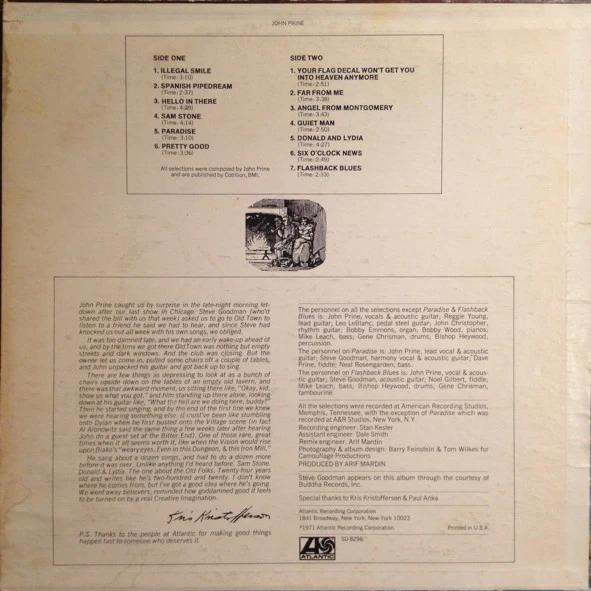 JOHN PRINE
SIDE ONE
1. ILLEGAL SMILE
(Time: 3:10)
2. SPANISH PIPEDREAM
(Time: 2:37)
3. HELLO IN THERE
(Time: 4:29)
4. SAM STONE
(Time: 4:14)
5. PARADISE
(Time: 3:10)
6. PRETTY GOOD
(Time: 3:36)
All selections were composed by John Prine
and are published by Cotillion, BMI.
SIDE TWO
1. YOUR FLAG DECAL WON'T GET YOU
INTO HEAVEN ANYMORE
(Time: 2:51)
2. FAR FROM ME
(Time: 3:38)
3. ANGEL FROM MONTGOMERY
(Time: 3:43)
4. QUIET MAN
(Time: 2:50)
5. DONALD AND LYDIA
(Time: 4:27)
6. SIX O'CLOCK NEWS
(Time: 2:49)
7. FLASHBACK BLUES
(Time: 2:33)
John Prine caught us by surprise in the late-night morning let-
down after our last show in Chicago. Steve Goodman (who'd
shared the bill with us that week) asked us to go to Old Town to
listen to a friend he said we had to hear, and since Steve had
knocked us out all week with his own songs, we obliged.
It was too damned late, and we had an early wake-up ahead of
us, and by the time we got there Old Town was nothing but empty
streets and dark windows. And the club was closing. But the
owner let us come in, pulled some chairs off a couple of tables,
and John unpacked his guitar and got back up to sing.
There are few things as depressing to look at as a bunch of
chairs upside down on the tables of an empty old tavern, and
there was that awkward moment, us sitting there like, "Okay, kid,
show us what you got," and him standing up there alone, looking
down at his guitar like, "What the hell are we doing here, buddy?"
Then he started singing, and by the end of the first line we knew
we were hearing something else. It must've been like stumbling
onto Dylan when he first busted onto the Village scene (in fact
Al Aronowitz said the same thing a few weeks later after hearing
John do a guest set at the Bitter End). One of those rare, great
times when it all seems worth it, like when the Vision would rise
upon Blake's "weary eyes, Even in this Dungeon, & this Iron Mill."
He sang about a dozen songs, and had to do a dozen more
before it was over. Unlike anything I'd heard before. Sam Stone.
Donald & Lydia. The one about the Old Folks. Twenty-four years
old and writes like he's two-hundred and twenty. I don't know
where he comes from, but I've got a good idea where he's going.
We went away believers, reminded how goddamned good it feels
to be turned on by a real Creative Imagination.
Kris Kristofferson
P.S. Thanks to the people at Atlantic for making good things
happen fast to someone who deserves it.
The personnel on all the selections except Paradise & Flashback
Blues is: John Prine, vocals & acoustic guitar; Reggie Young,
lead guitar; Leo LeBlanc, pedal steel guitar; John Christopher,
rhythm guitar; Bobby Emmons, organ; Bobby Wood, pianos;
Mike Leach, bass; Gene Chrisman, drums; Bishop Heywood,
percussion.
The personnel on Paradise is: John Prine, lead vocal & acoustic
guitar; Steve Goodman, harmony vocal & acoustic guitar; Dave
Prine, fiddle; Neal Rosengarden, bass.
The personnel on Flashback Blues is: John Prine, vocal & acous-
tic guitar; Steve Goodman, acoustic guitar; Noel Gilbert, fiddle;
Mike Leach, bass; Bishop Heywood, drums; Gene Chrisman,
tambourine
All the selections were recorded at American Recording Studios,
Memphis, Tennessee, with the exception of Paradise which was
recorded at A&R Studios, New York, N.Y.
Recording engineer: Stan Kesler
Assistant engineer: Dale Smith
Remix engineer: Arif Mardin
Photography & album design: Barry Feinstein & Tom Wilkes for
Camouflage Productions
PRODUCED BY ARIF MARDIN
Steve Goodman appears on this album through the courtesy of
Buddha Records, Inc.
Special thanks to Kris Kristofferson & Paul Anka
Atlantic Recording Corporation
1841 Broadway, New York, New York 10023
℗1971 Atlantic Recording Corporation Printed in U.S.A.
ATLANTIC
SD 8296